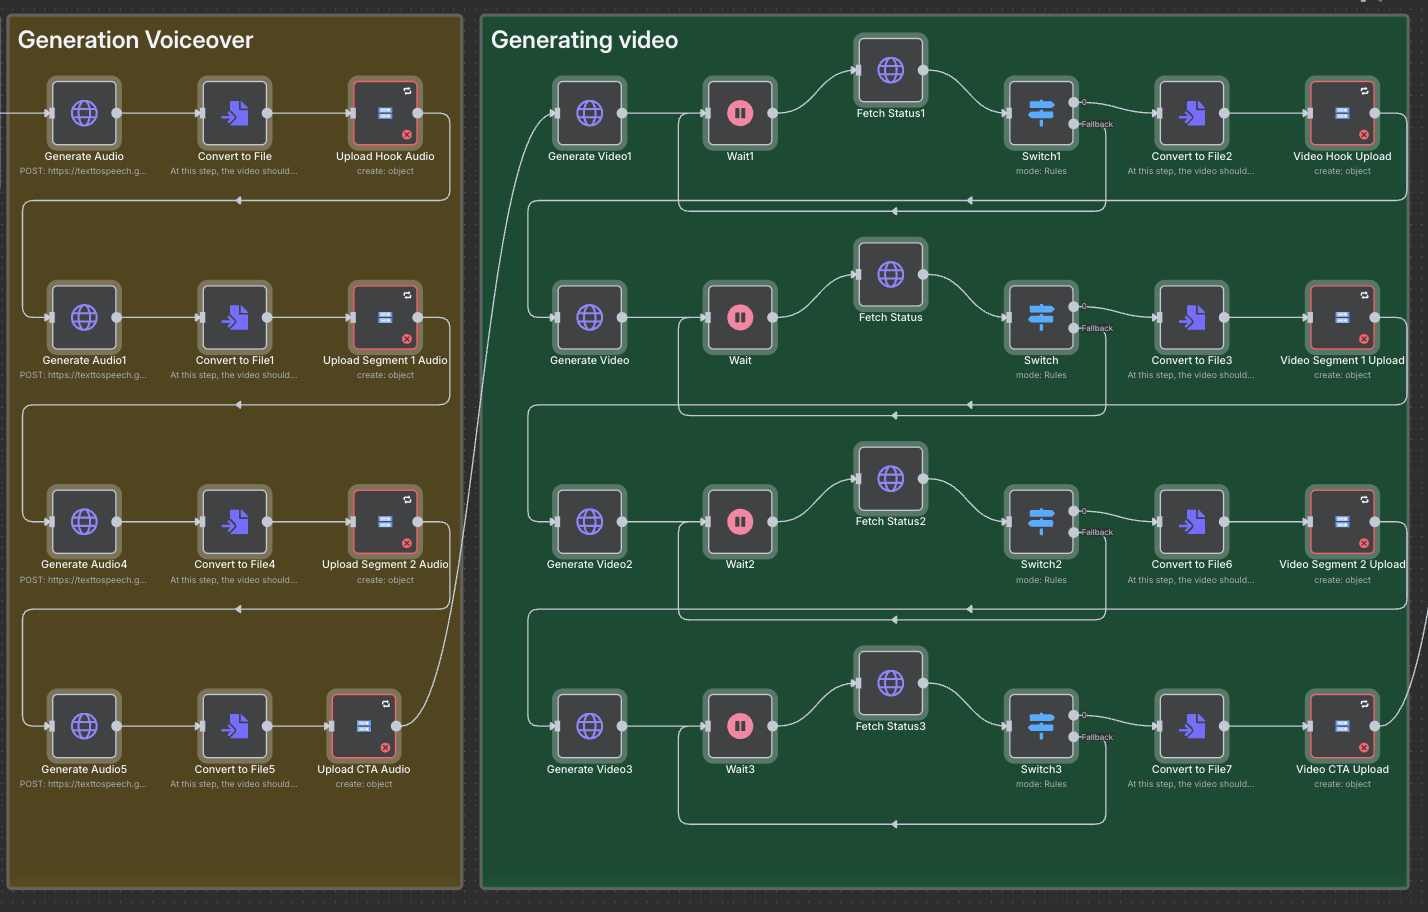 Generation Voiceover
Generate Audio
POST: https://texttospeech.g...
Convert to File
At this step, the video should...
Upload Hook Audio
create: object
Generate Audio1
POST: https://texttospeech.g...
Convert to File1
At this step, the video should...
Upload Segment 1 Audio
create: object
Generate Audio4
POST: https://texttospeech.g...
Convert to File4
At this step, the video should...
Upload Segment 2 Audio
create: object
Generate Audio5
POST: https://texttospeech.g...
Convert to File5
At this step, the video should...
Upload CTA Audio
create: object
Generating video
Generate Video1
Wait1
Fetch Status1
0
Fallback
Switch1
mode: Rules
Convert to File2
At this step, the video should...
Video Hook Upload
create: object
Generate Video
Wait
Fetch Status
0
Fallback
Switch
mode: Rules
Convert to File3
At this step, the video should...
Video Segment 1 Upload
create: object
Generate Video2
Wait2
Fetch Status2
0
Fallback
Switch2
mode: Rules
Convert to File6
At this step, the video should...
Video Segment 2 Upload
create: object
Generate Video3
Wait3
Fetch Status3
0
Fallback
Switch3
mode: Rules
Convert to File7
At this step, the video should...
Video CTA Upload
create: object